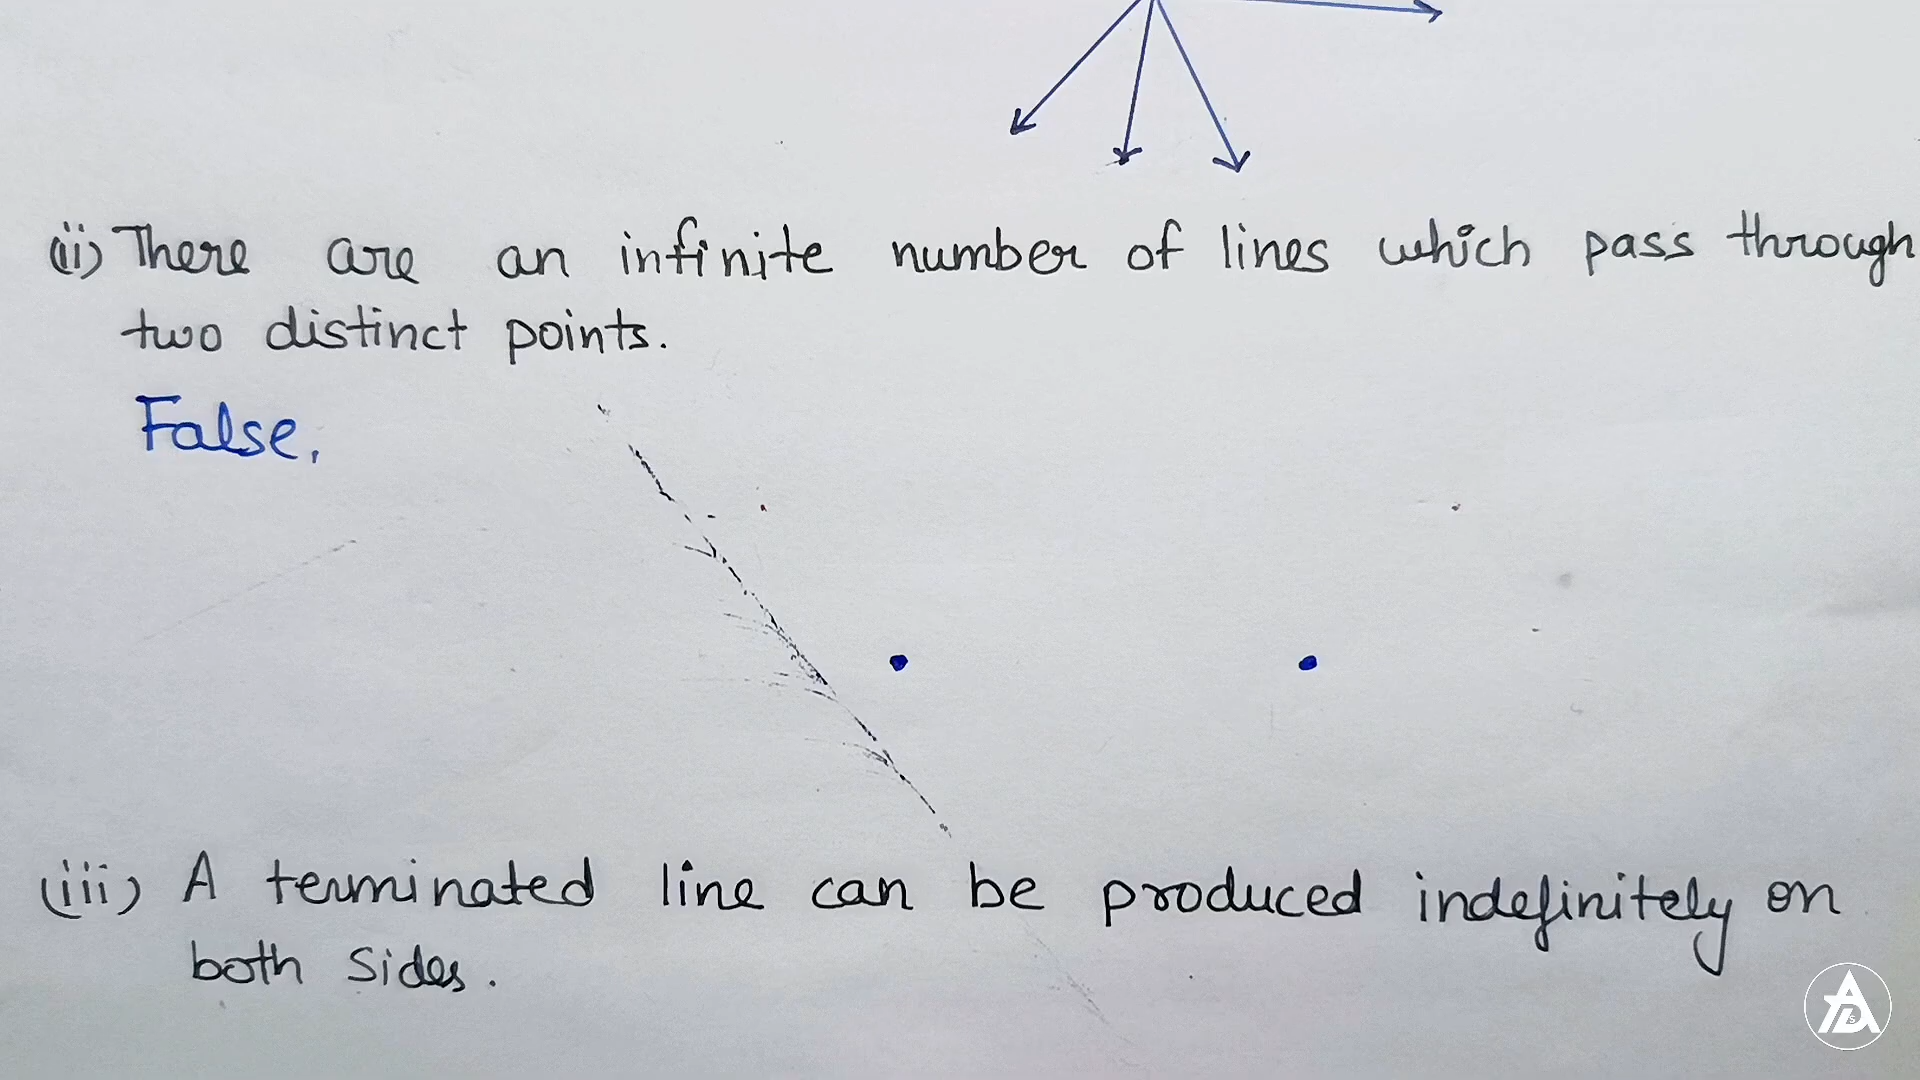 (ii) There are an infinite number of lines which pass through
two distinct points.
False.
(iii) A terminated line can be produced indefinitely on
both sides.